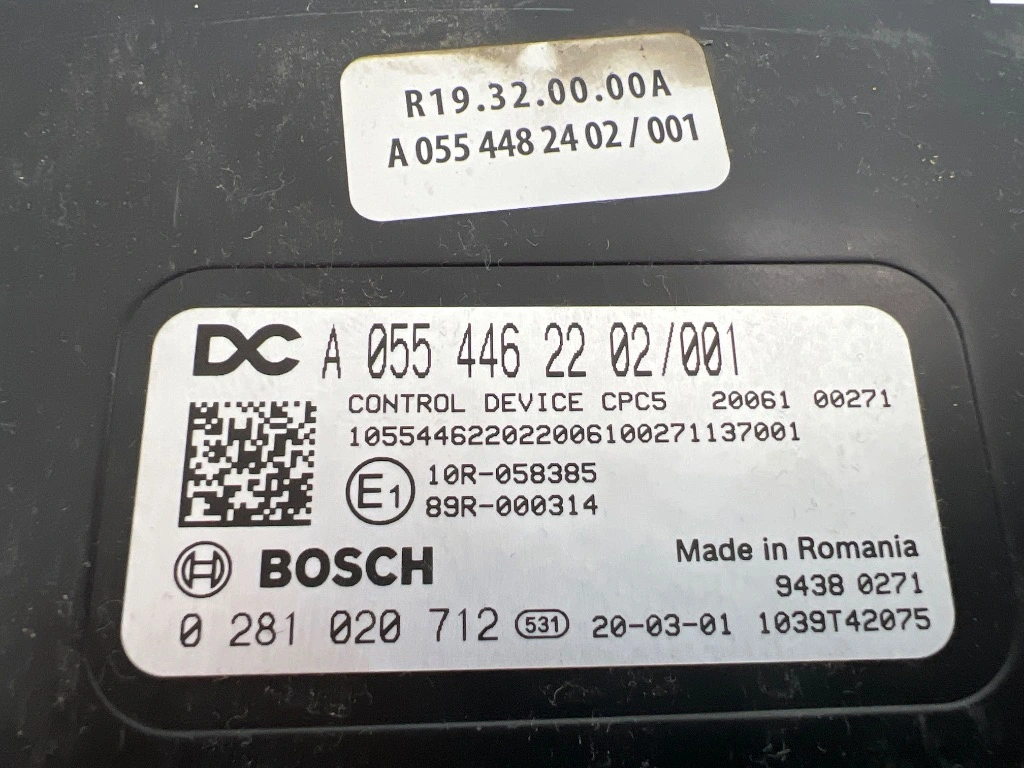 R19.32.00.00A
A 055 448 24 02 / 001
DC A 055 446 22 02/001
CONTROL DEVICE CPC5 20061 00271
105544622022006100271137001
E1 10R-058385
89R-000314
BOSCH Made in Romania
9438 0271
0 281 020 712 531 20-03-01 1039T42075